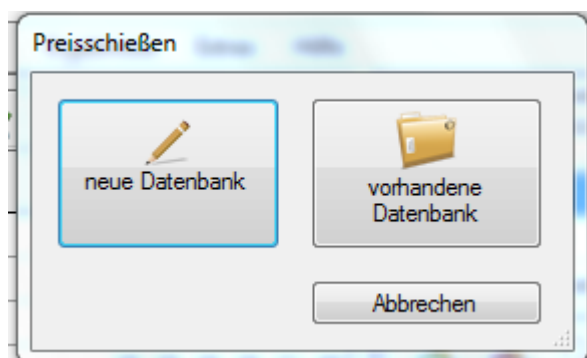 Preisschießen
neue Datenbank
vorhandene
Datenbank
Abbrechen